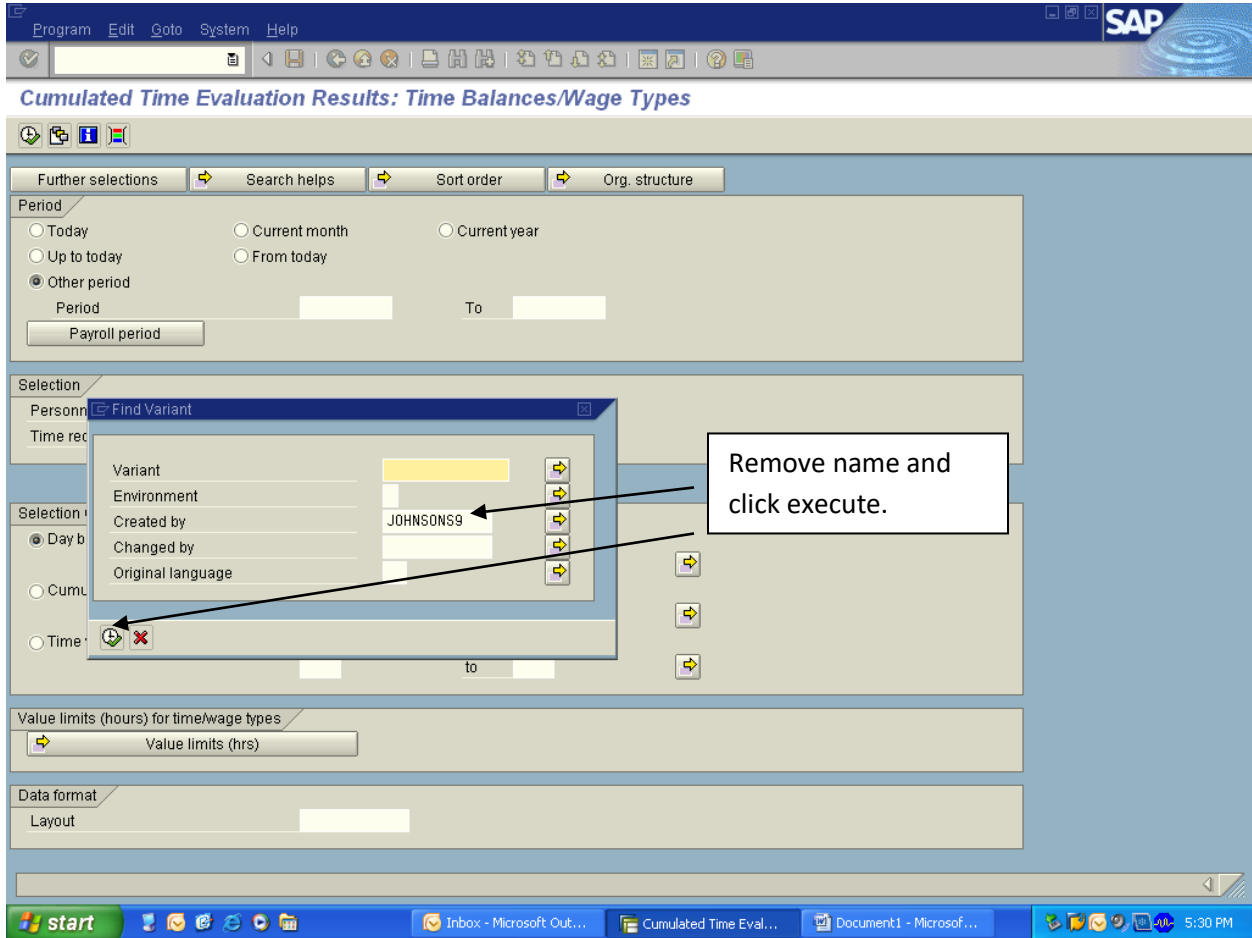 Program Edit Goto System Help
SAP
Cumulated Time Evaluation Results: Time Balances/Wage Types
Further selections Search helps Sort order Org. structure
Period
Today Current month Current year
Up to today From today
Other period
Period To
Payroll period
Selection
Personn
Time rec
Find Variant
Variant
Environment
Created by JOHNSONS9
Changed by
Original language
Remove name and
click execute.
Selection
Day b
Cumu
Time
to
Value limits (hours) for time/wage types
Value limits (hrs)
Data format
Layout
start Inbox - Microsoft Out... Cumulated Time Eval... Document1 - Microsof... 5:30 PM